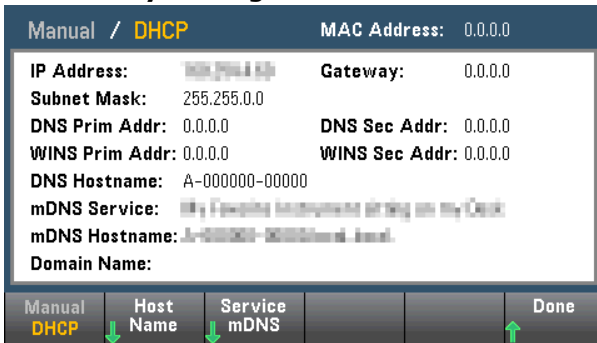 Manual / DHCP MAC Address: 0.0.0.0
IP Address: Gateway: 0.0.0.0
Subnet Mask: 255.255.0.0
DNS Prim Addr: 0.0.0.0 DNS Sec Addr: 0.0.0.0
WINS Prim Addr: 0.0.0.0 WINS Sec Addr: 0.0.0.0
DNS Hostname: A-000000-00000
mDNS Service:
mDNS Hostname:
Domain Name:
Manual Host Service Done
DHCP Name mDNS